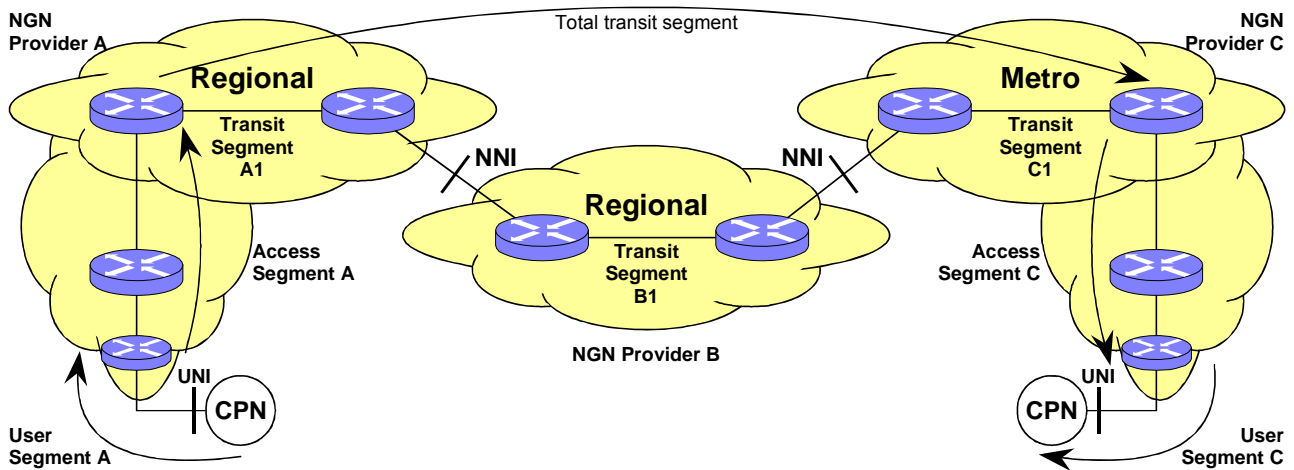 NGN
Provider A
Total transit segment
NGN
Provider C
Regional
Metro
Transit
Segment
A1
Transit
Segment
C1
NNI
NNI
Regional
Transit
Segment
B1
Access
Segment A
Access
Segment C
NGN Provider B
UNI
CPN
CPN
UNI
User
Segment A
User
Segment C